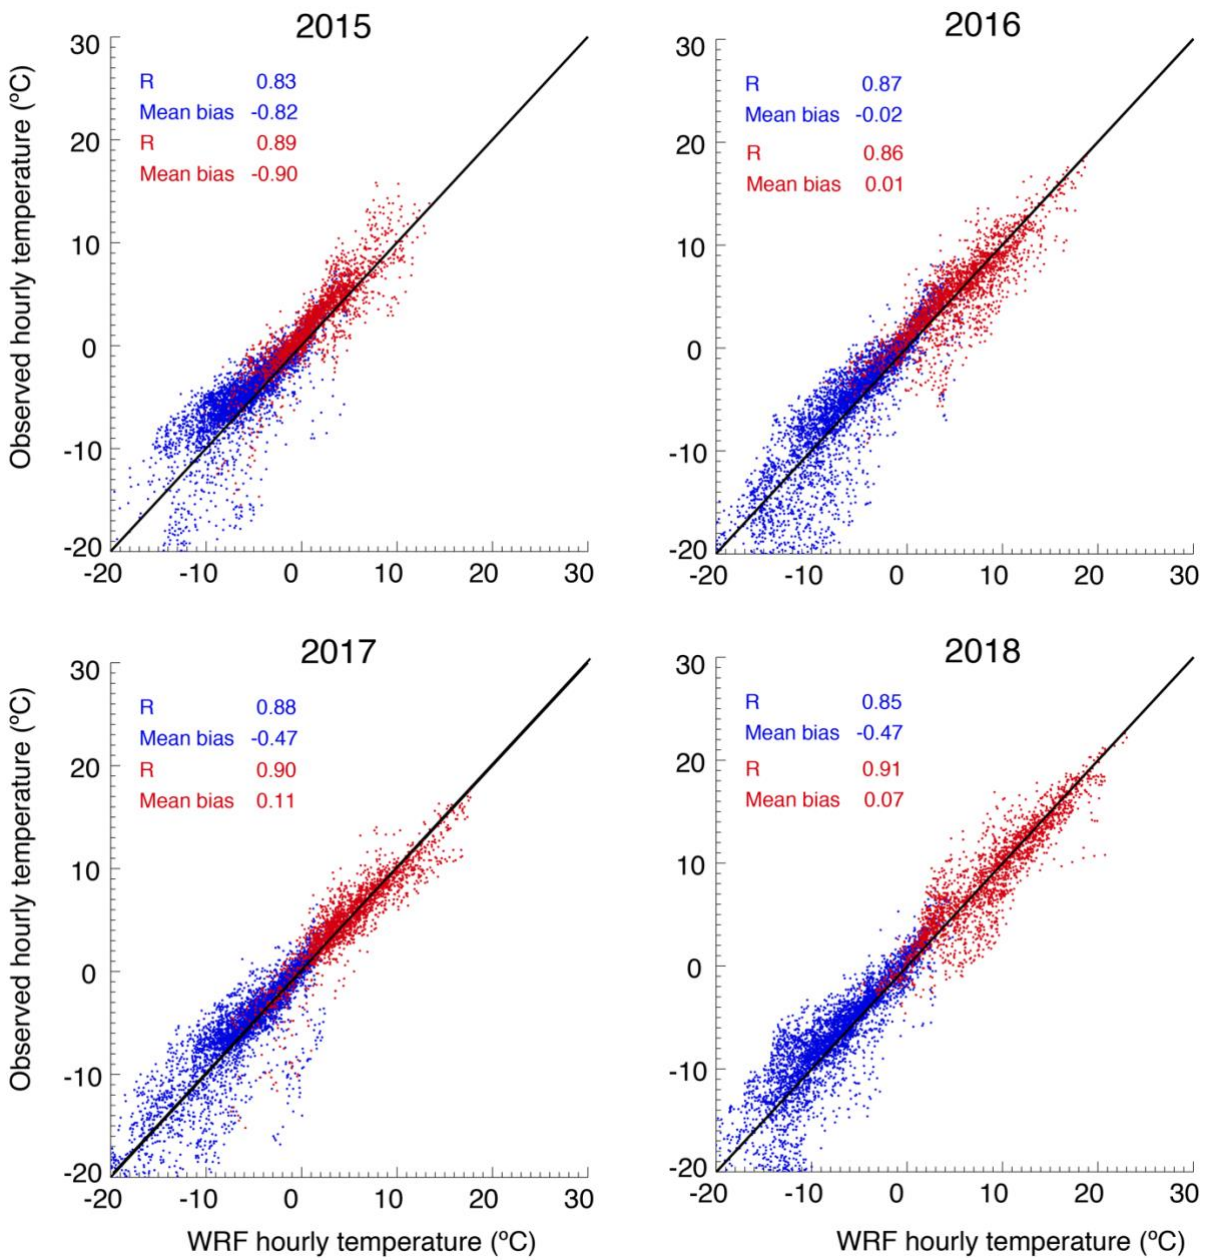 2015
30
20
10
0
-10
-20
-20 -10 0 10 20 30
Observed hourly temperature (ºC)
R 0.83
Mean bias -0.82
R 0.89
Mean bias -0.90
2016
30
20
10
0
-10
-20
-20 -10 0 10 20 30
R 0.87
Mean bias -0.02
R 0.86
Mean bias 0.01
2017
30
20
10
0
-10
-20
-20 -10 0 10 20 30
Observed hourly temperature (ºC)
WRF hourly temperature (ºC)
R 0.88
Mean bias -0.47
R 0.90
Mean bias 0.11
2018
30
20
10
0
-10
-20
-20 -10 0 10 20 30
WRF hourly temperature (ºC)
R 0.85
Mean bias -0.47
R 0.91
Mean bias 0.07